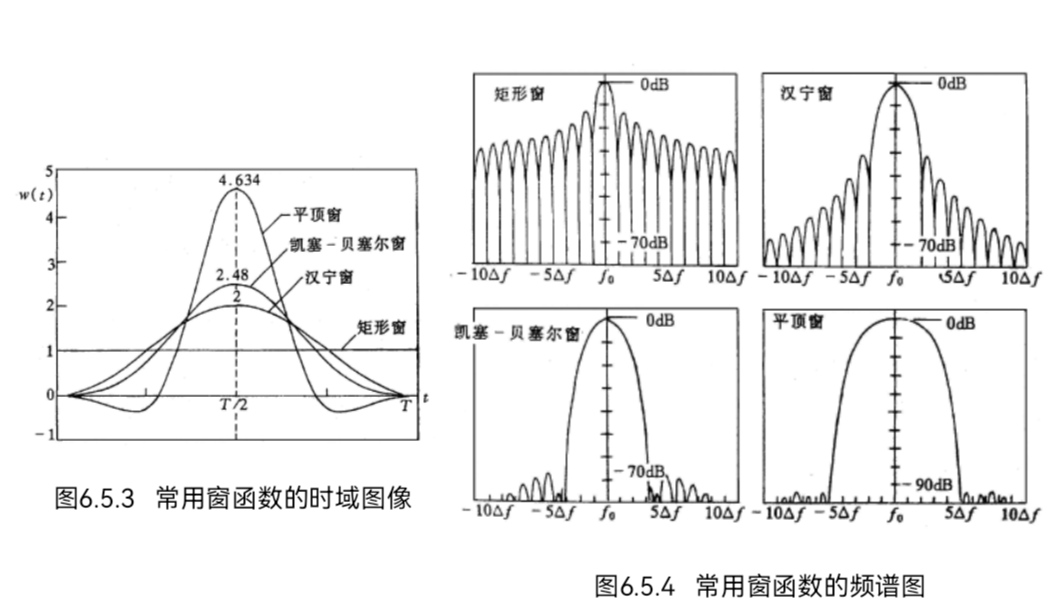 5
w(t)
4.634
4
平顶窗
凯塞-贝塞尔窗
3
2.48
汉宁窗
2
2
矩形窗
1
0
T/2
T
t
-1
图6.5.3 常用窗函数的时域图像
矩形窗
0dB
-70dB
-10Δf -5Δf f₀ 5Δf 10Δf
汉宁窗
0dB
-70dB
-10Δf -5Δf f₀ 5Δf 10Δf
凯塞-贝塞尔窗
0dB
-70dB
-10Δf -5Δf f₀ 5Δf 10Δf
平顶窗
0dB
-90dB
-10Δf -5Δf f₀ 5Δf 10Δf
图6.5.4 常用窗函数的频谱图